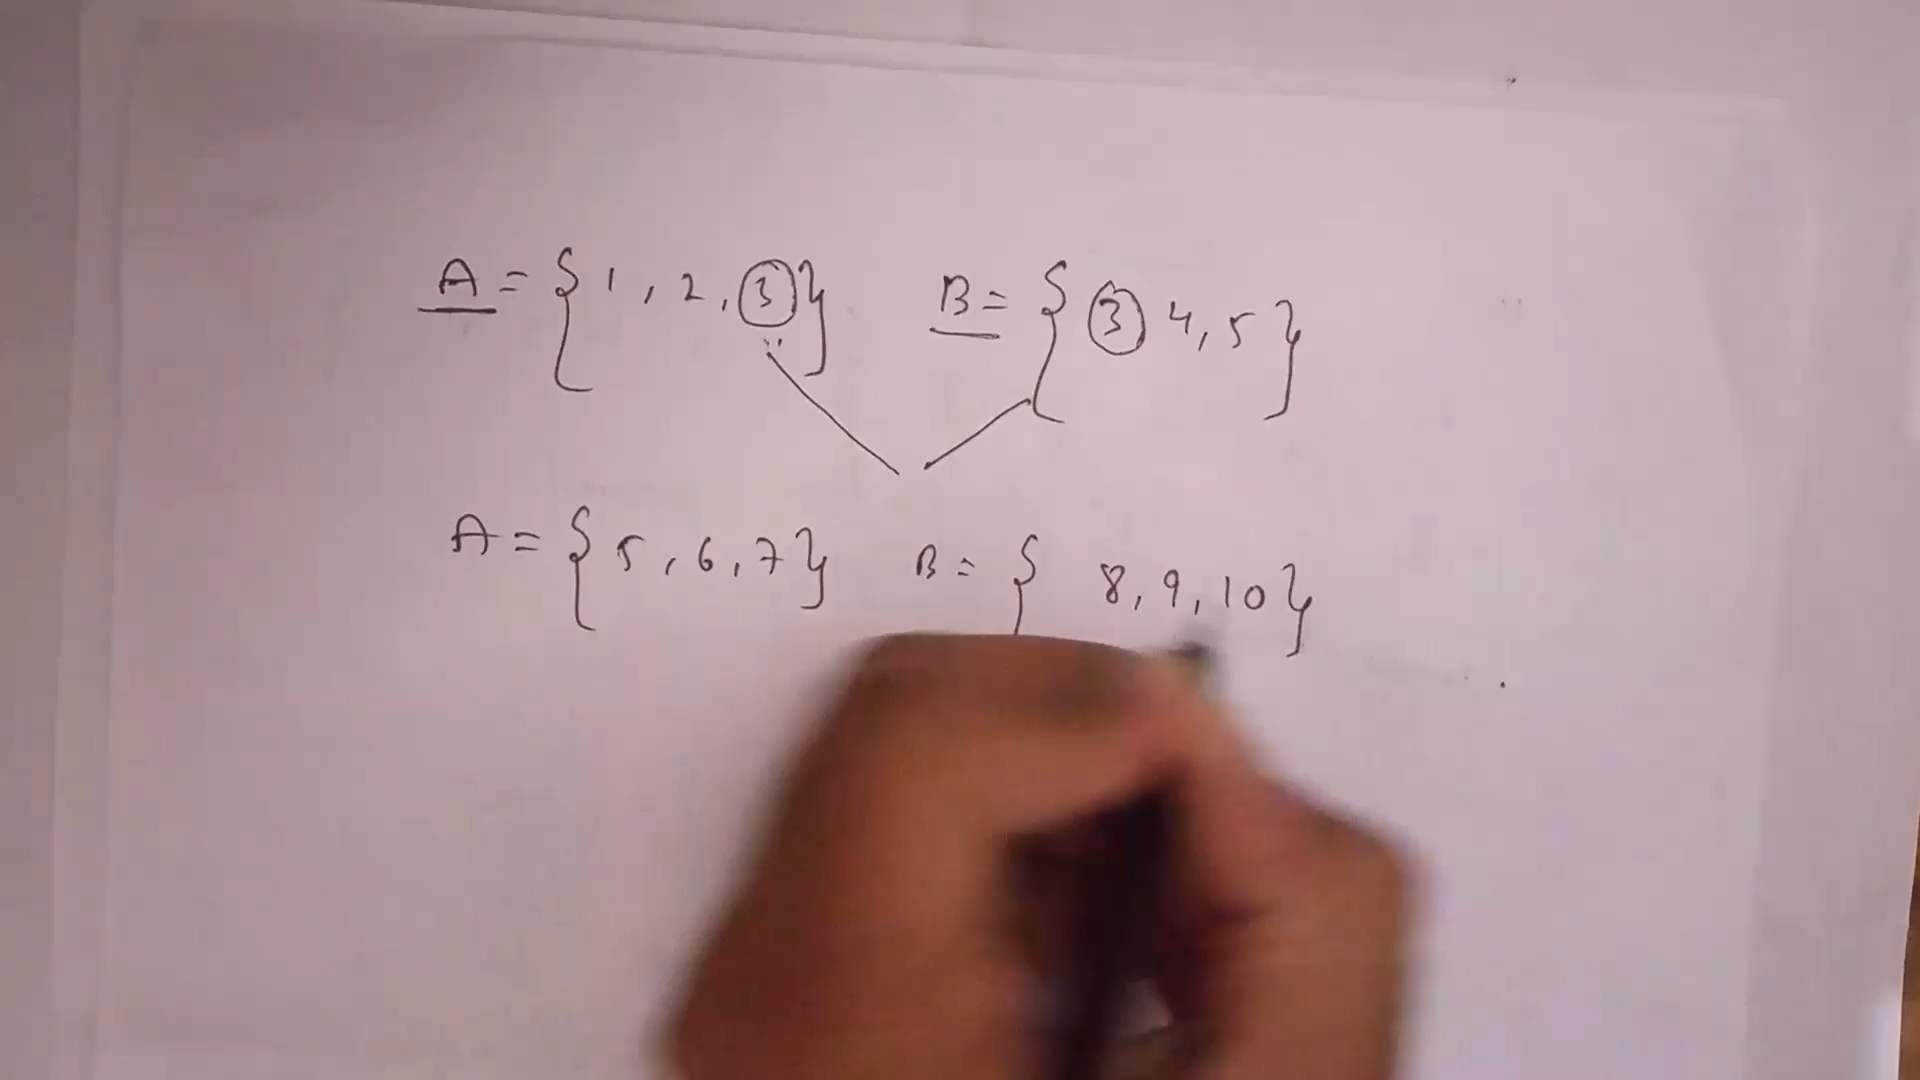 A = {1, 2, 3} B = {3 4, 5}
A = {5, 6, 7} B = { 8, 9, 10}